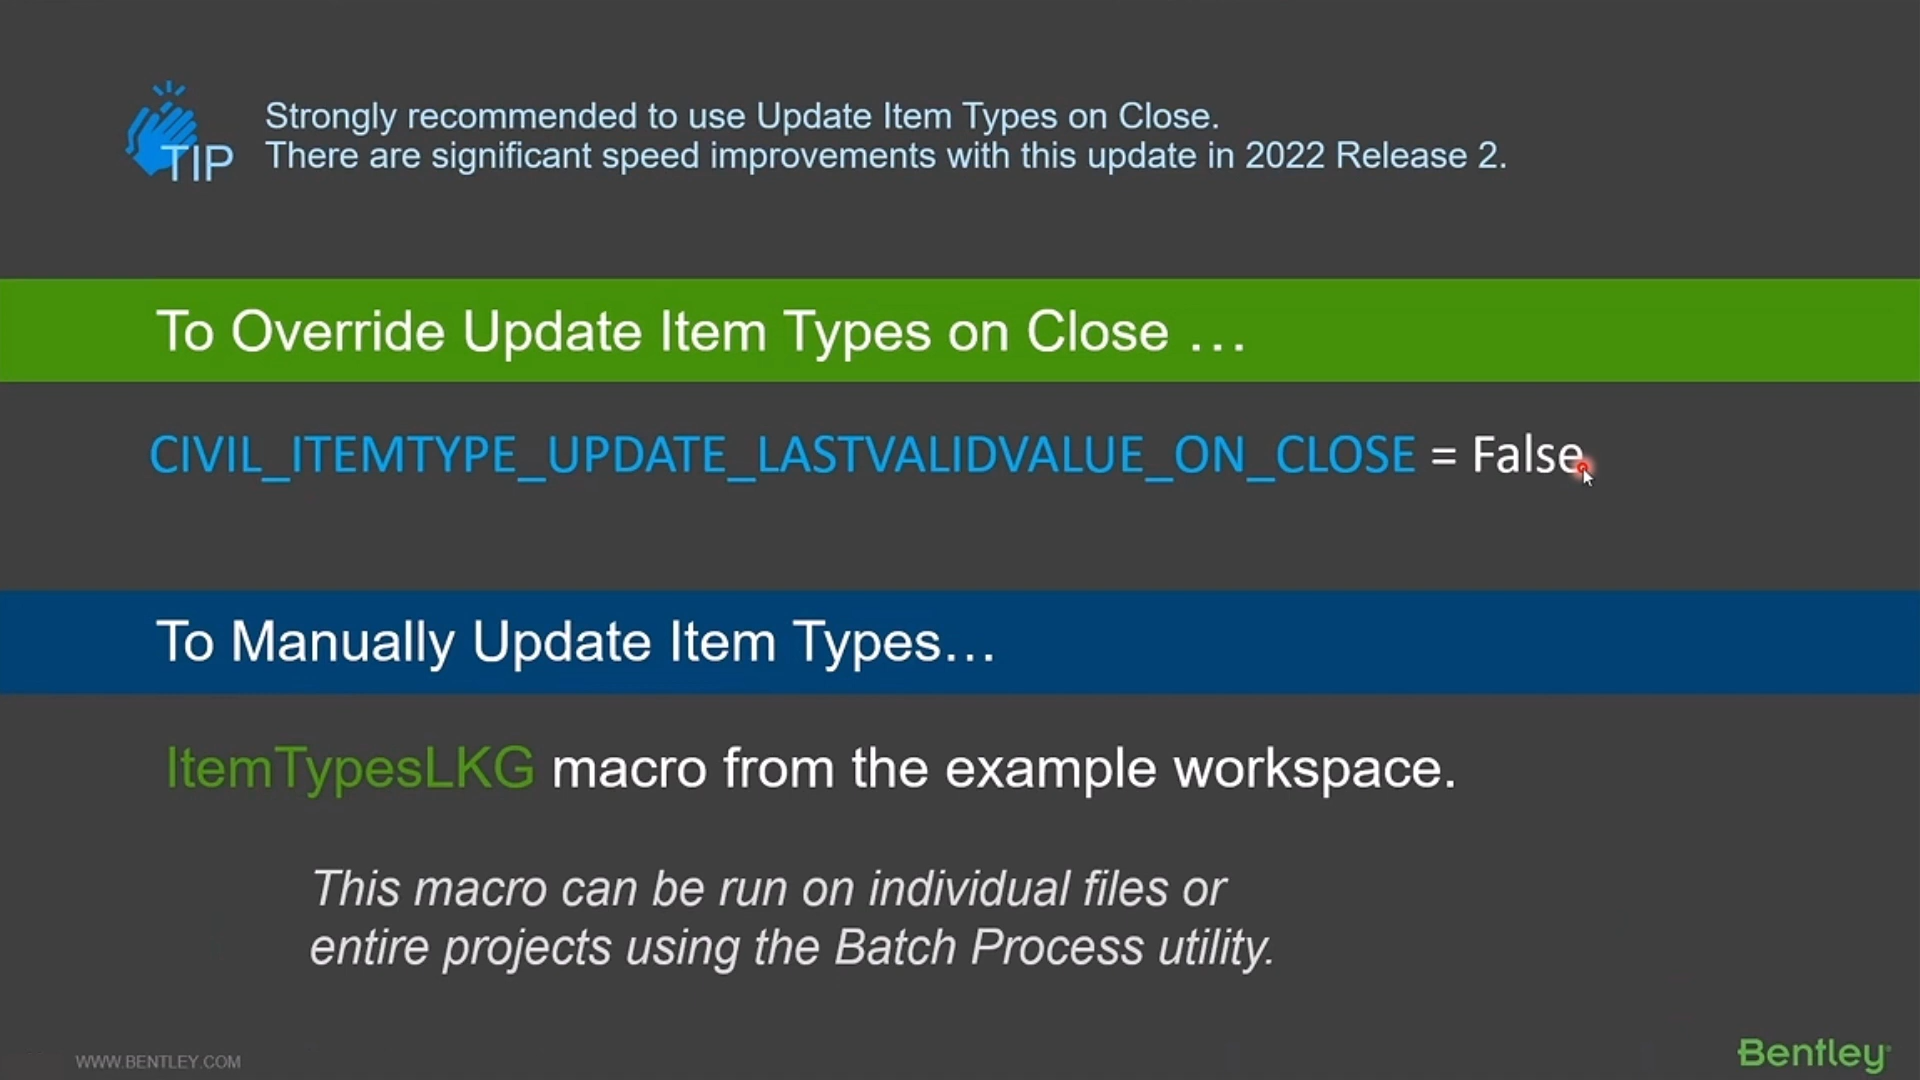 Strongly recommended to use Update Item Types on Close.
TIP There are significant speed improvements with this update in 2022 Release 2.
To Override Update Item Types on Close ...
CIVIL_ITEMTYPE_UPDATE_LASTVALIDVALUE_ON_CLOSE = False
To Manually Update Item Types...
ItemTypesLKG macro from the example workspace.
This macro can be run on individual files or
entire projects using the Batch Process utility.
WWW.BENTLEY.COM
Bentley